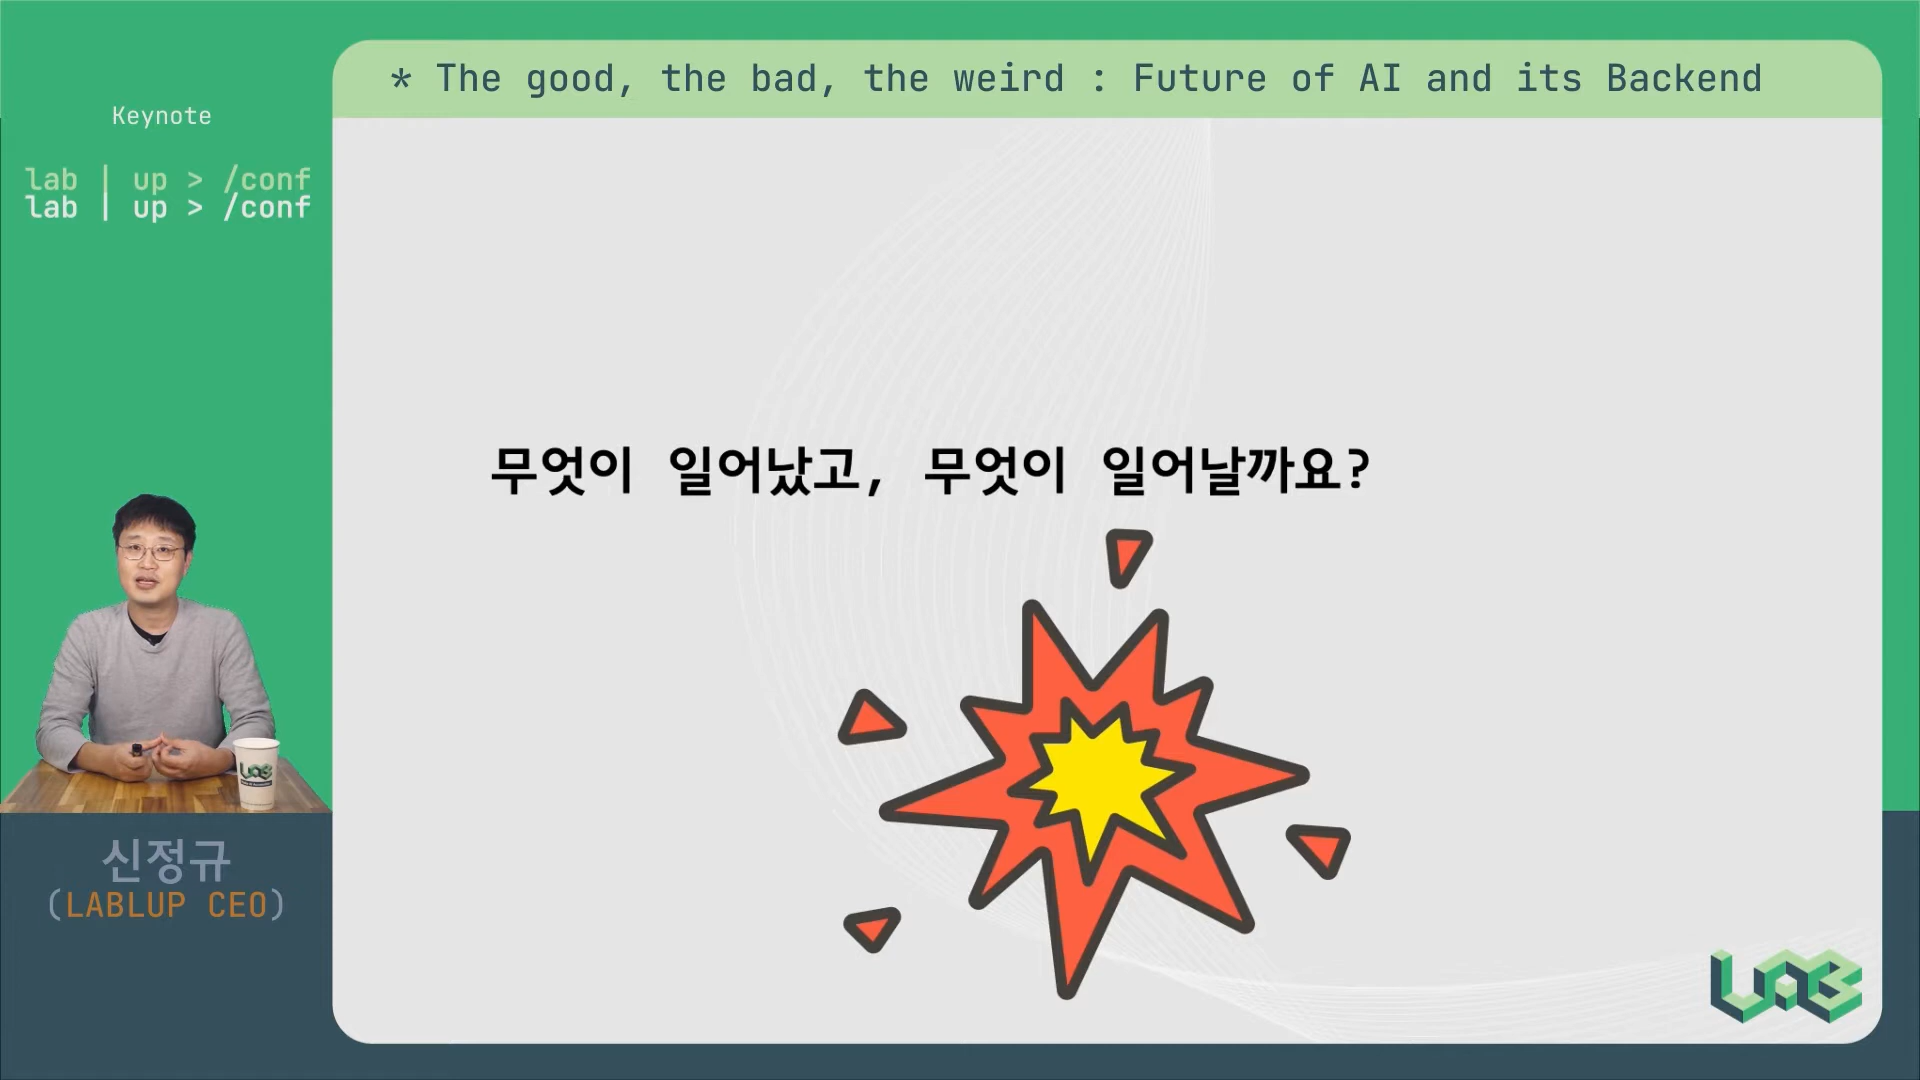 * The good, the bad, the weird : Future of AI and its Backend
Keynote
lab | up > /conf
lab | up > /conf
무엇이 일어났고, 무엇이 일어날까요?
신정규
(LABLUP CEO)
LAB
LAB